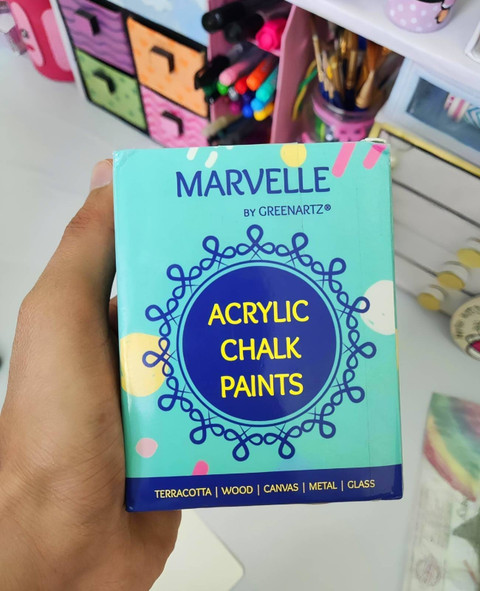 MARVELLE
BY GREENARTZ®
ACRYLIC
CHALK
PAINTS
TERRACOTTA | WOOD | CANVAS | METAL | GLASS